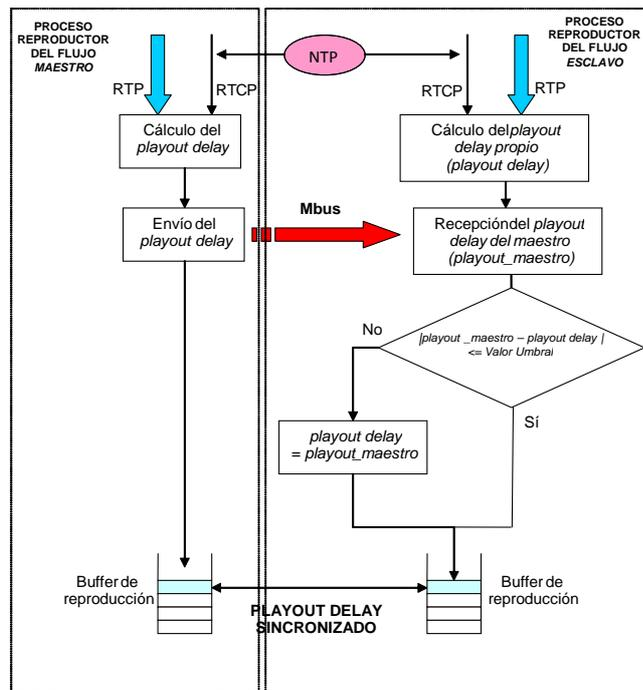 PROCESO
REPRODUCTOR
DEL FLUJO
MAESTRO
RTP
RTCP
NTP
PROCESO
REPRODUCTOR
DEL FLUJO
ESCLAVO
RTCP
RTP
Cálculo del
playout delay
Cálculo del playout
delay propio
(playout delay)
Envío del
playout delay
Mbus
Recepción del playout
delay del maestro
(playout_maestro)
No
|playout _maestro – playout delay |
<= Valor Umbral
Sí
playout delay
= playout_maestro
Buffer de
reproducción
PLAYOUT DELAY
SINCRONIZADO
Buffer de
reproducción